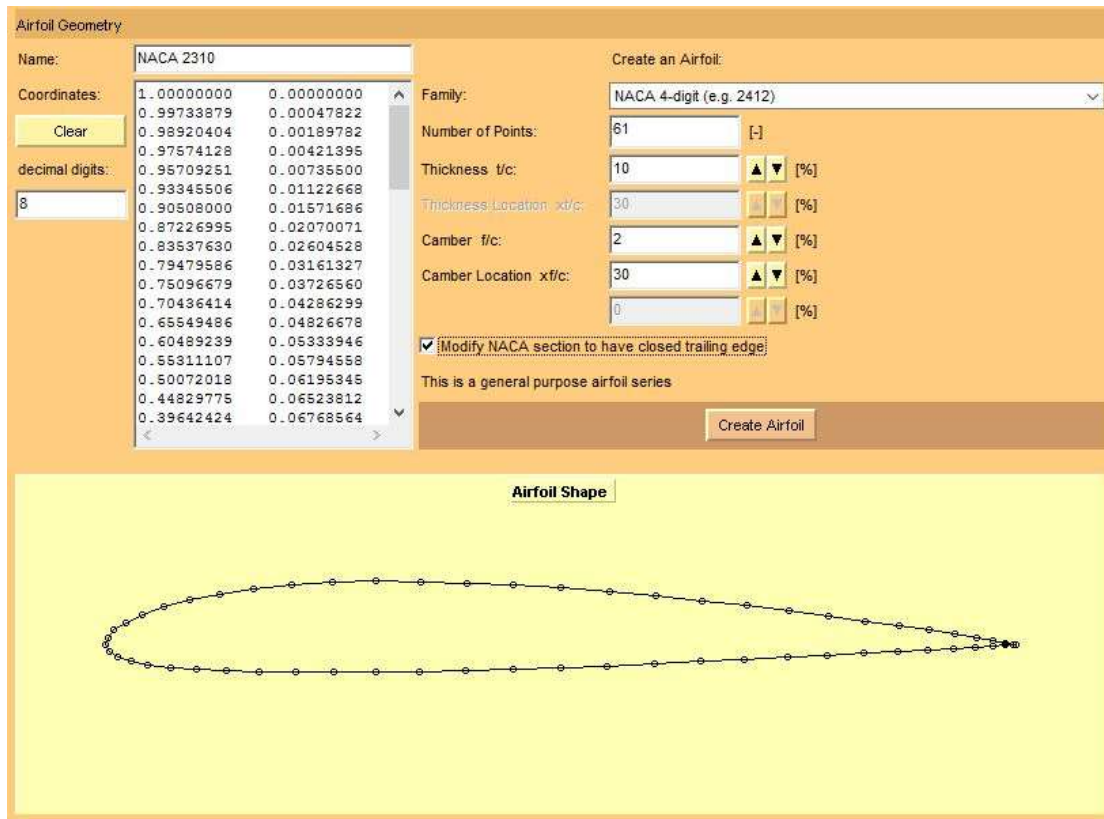 Airfoil Geometry
Name:
NACA 2310
Create an Airfoil:
Coordinates:
1.00000000 0.00000000
0.99733879 0.00047822
0.98920404 0.00189782
0.97574128 0.00421395
0.95709251 0.00735500
0.93345506 0.01122668
0.90508000 0.01571686
0.87226995 0.02070071
0.83537630 0.02604528
0.79479586 0.03161327
0.75096679 0.03726560
0.70436414 0.04286299
0.65549486 0.04826678
0.60489239 0.05333946
0.55311107 0.05794558
0.50072018 0.06195345
0.44829775 0.06523812
0.39642424 0.06768564
Clear
decimal digits:
8
Family:
NACA 4-digit (e.g. 2412)
Number of Points:
61
[-]
Thickness t/c:
10
[%]
Thickness Location xt/c:
30
[%]
Camber f/c:
2
[%]
Camber Location xf/c:
30
[%]
0
[%]
Modify NACA section to have closed trailing edge
This is a general purpose airfoil series
Create Airfoil
Airfoil Shape